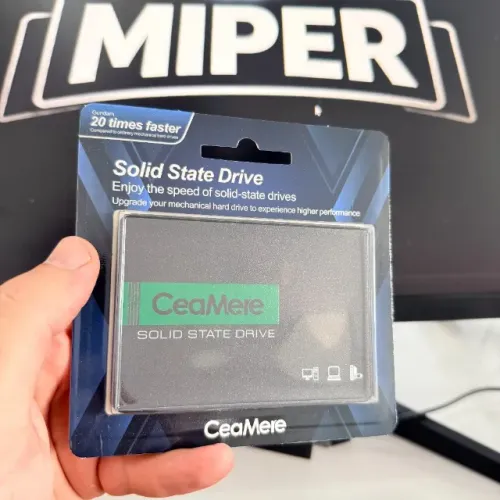 MIPER
20 times faster
Solid State Drive
Enjoy the speed of solid-state drives
Upgrade your mechanical hard drive to experience higher performance
CeaMere
SOLID STATE DRIVE
CeaMere